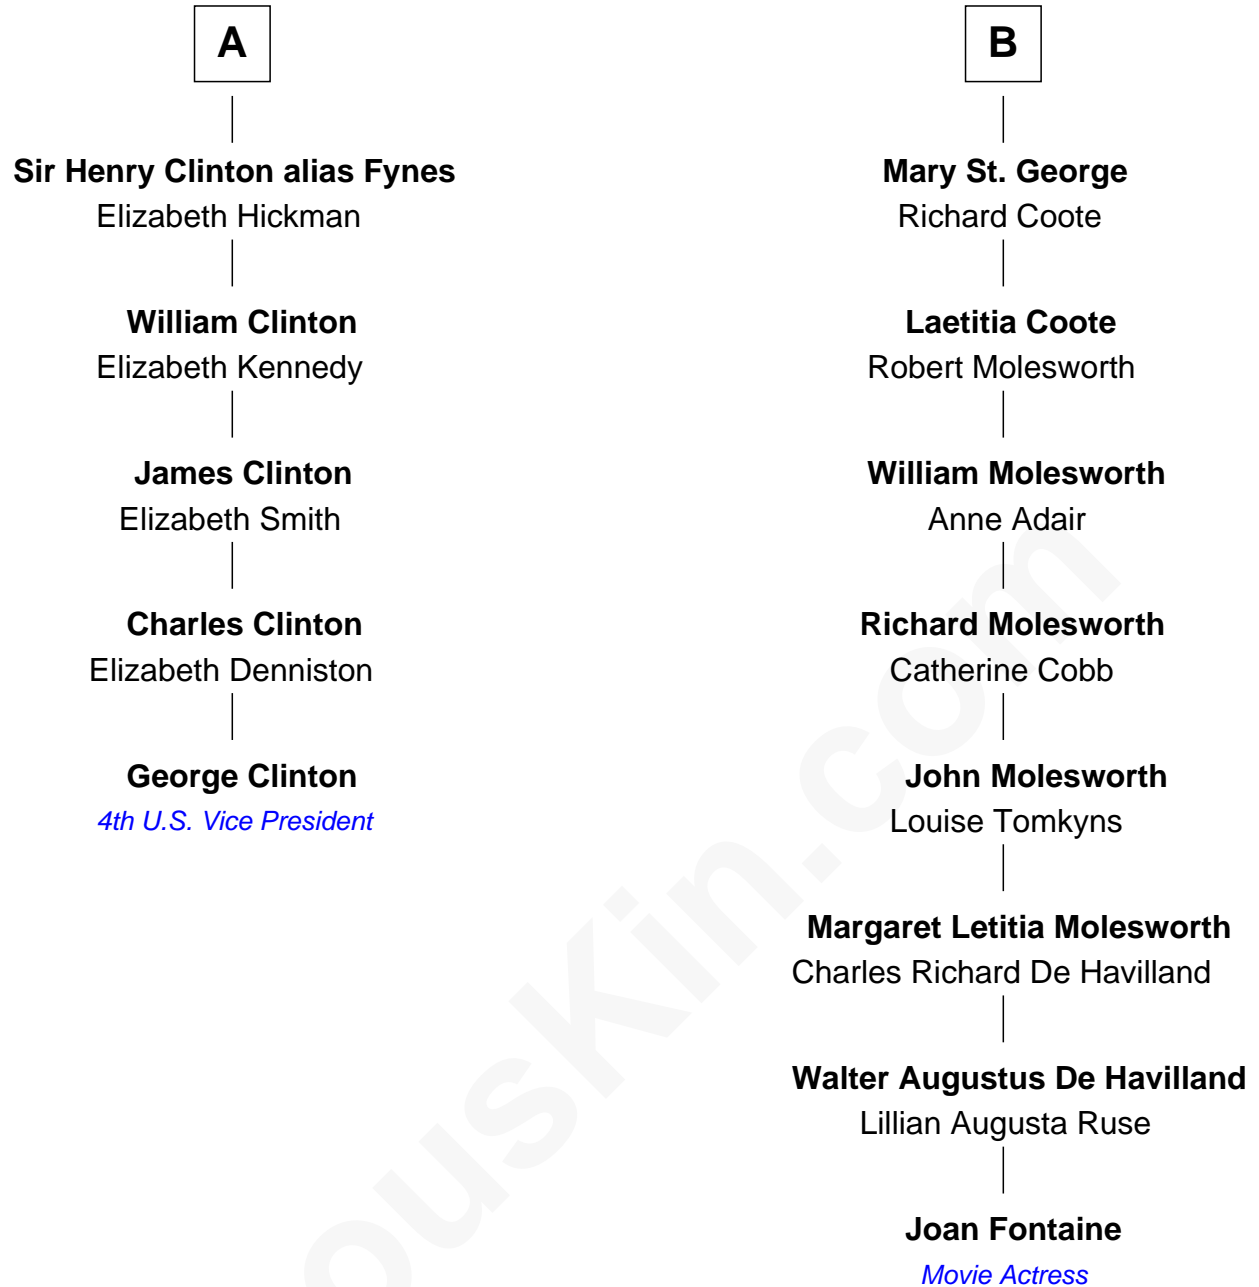 A
Sir Henry Clinton alias Fynes
Elizabeth Hickman
William Clinton
Elizabeth Kennedy
James Clinton
Elizabeth Smith
Charles Clinton
Elizabeth Denniston
George Clinton
4th U.S. Vice President
B
Mary St. George
Richard Coote
Laetitia Coote
Robert Molesworth
William Molesworth
Anne Adair
Richard Molesworth
Catherine Cobb
John Molesworth
Louise Tomkyns
Margaret Letitia Molesworth
Charles Richard De Havilland
Walter Augustus De Havilland
Lillian Augusta Ruse
Joan Fontaine
Movie Actress
ousKin.com